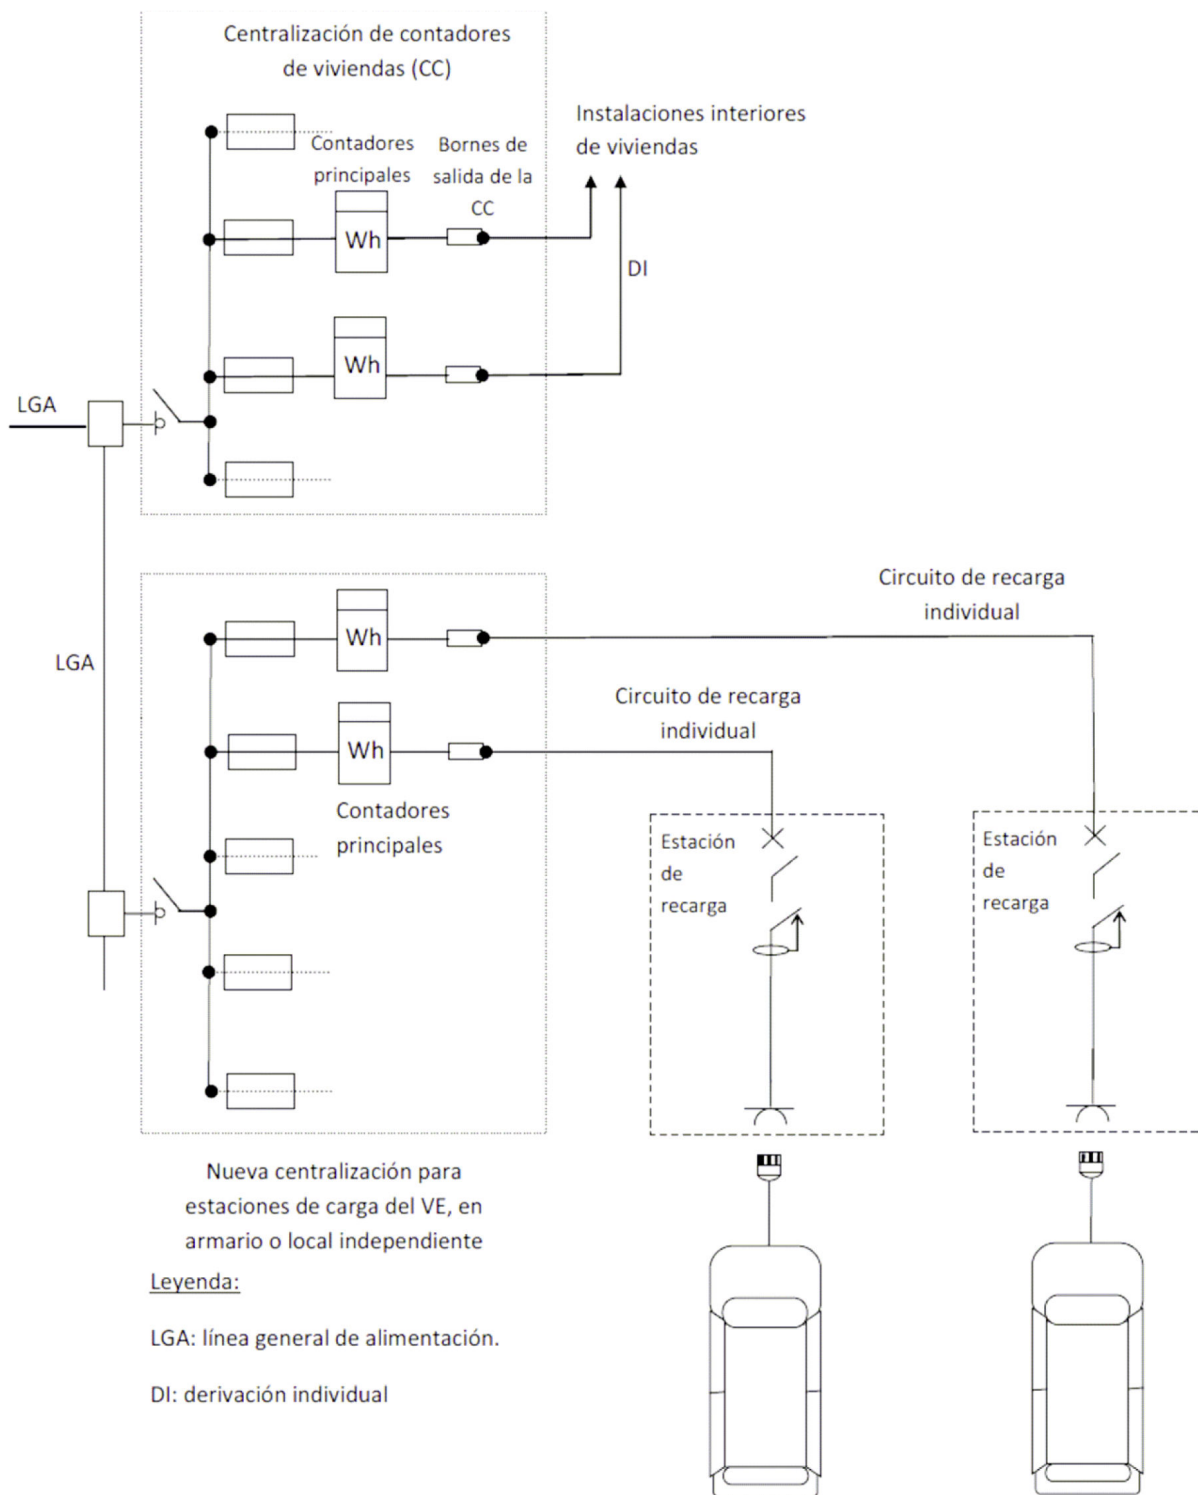 Centralización de contadores
de viviendas (CC)
Instalaciones interiores
de viviendas
Contadores
principales
Bornes de
salida de la
CC
Wh
DI
Wh
LGA
Circuito de recarga
individual
Wh
LGA
Circuito de recarga
individual
Wh
Contadores
principales
Estación
de
recarga
Estación
de
recarga
Nueva centralización para
estaciones de carga del VE, en
armario o local independiente
Leyenda:
LGA: línea general de alimentación.
DI: derivación individual